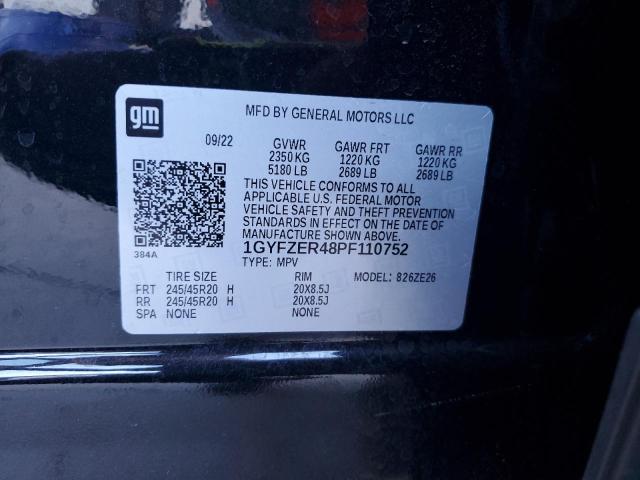 gm
MFD BY GENERAL MOTORS LLC
09/22 GVWR GAWR FRT GAWR RR
2350 KG 1220 KG 1220 KG
5180 LB 2689 LB 2689 LB
THIS VEHICLE CONFORMS TO ALL
APPLICABLE U.S. FEDERAL MOTOR
VEHICLE SAFETY AND THEFT PREVENTION
STANDARDS IN EFFECT ON THE DATE OF
MANUFACTURE SHOWN ABOVE.
384A 1GYFZER48PF110752
TYPE: MPV MODEL: 826ZE26
TIRE SIZE RIM
FRT 245/45R20 H 20X8.5J
RR 245/45R20 H 20X8.5J
SPA NONE NONE